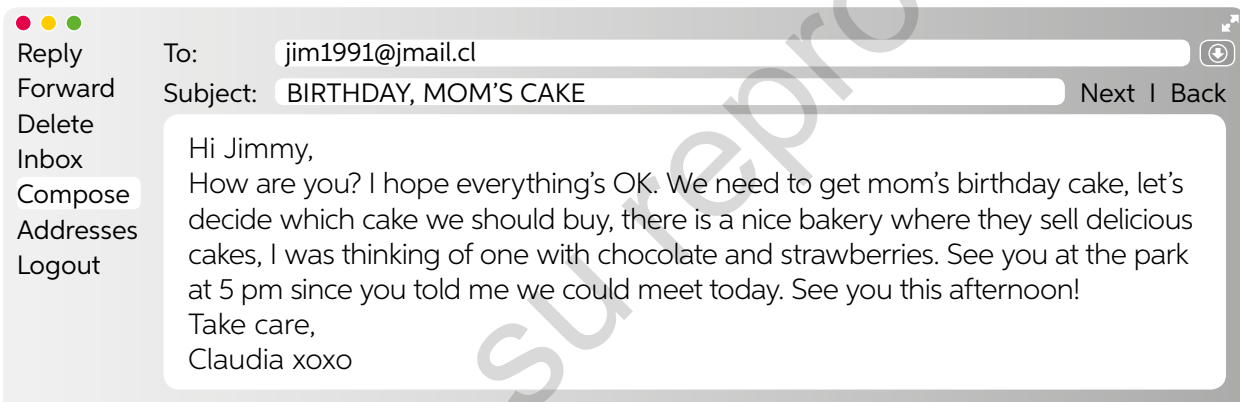 Reply
Forward
Delete
Inbox
Compose
Addresses
Logout
To: jim1991@jmail.cl
Subject: BIRTHDAY, MOM'S CAKE Next I Back
Hi Jimmy,
How are you? I hope everything's OK. We need to get mom's birthday cake, let's
decide which cake we should buy, there is a nice bakery where they sell delicious
cakes, I was thinking of one with chocolate and strawberries. See you at the park
at 5 pm since you told me we could meet today. See you this afternoon!
Take care,
Claudia xoxo
su repro